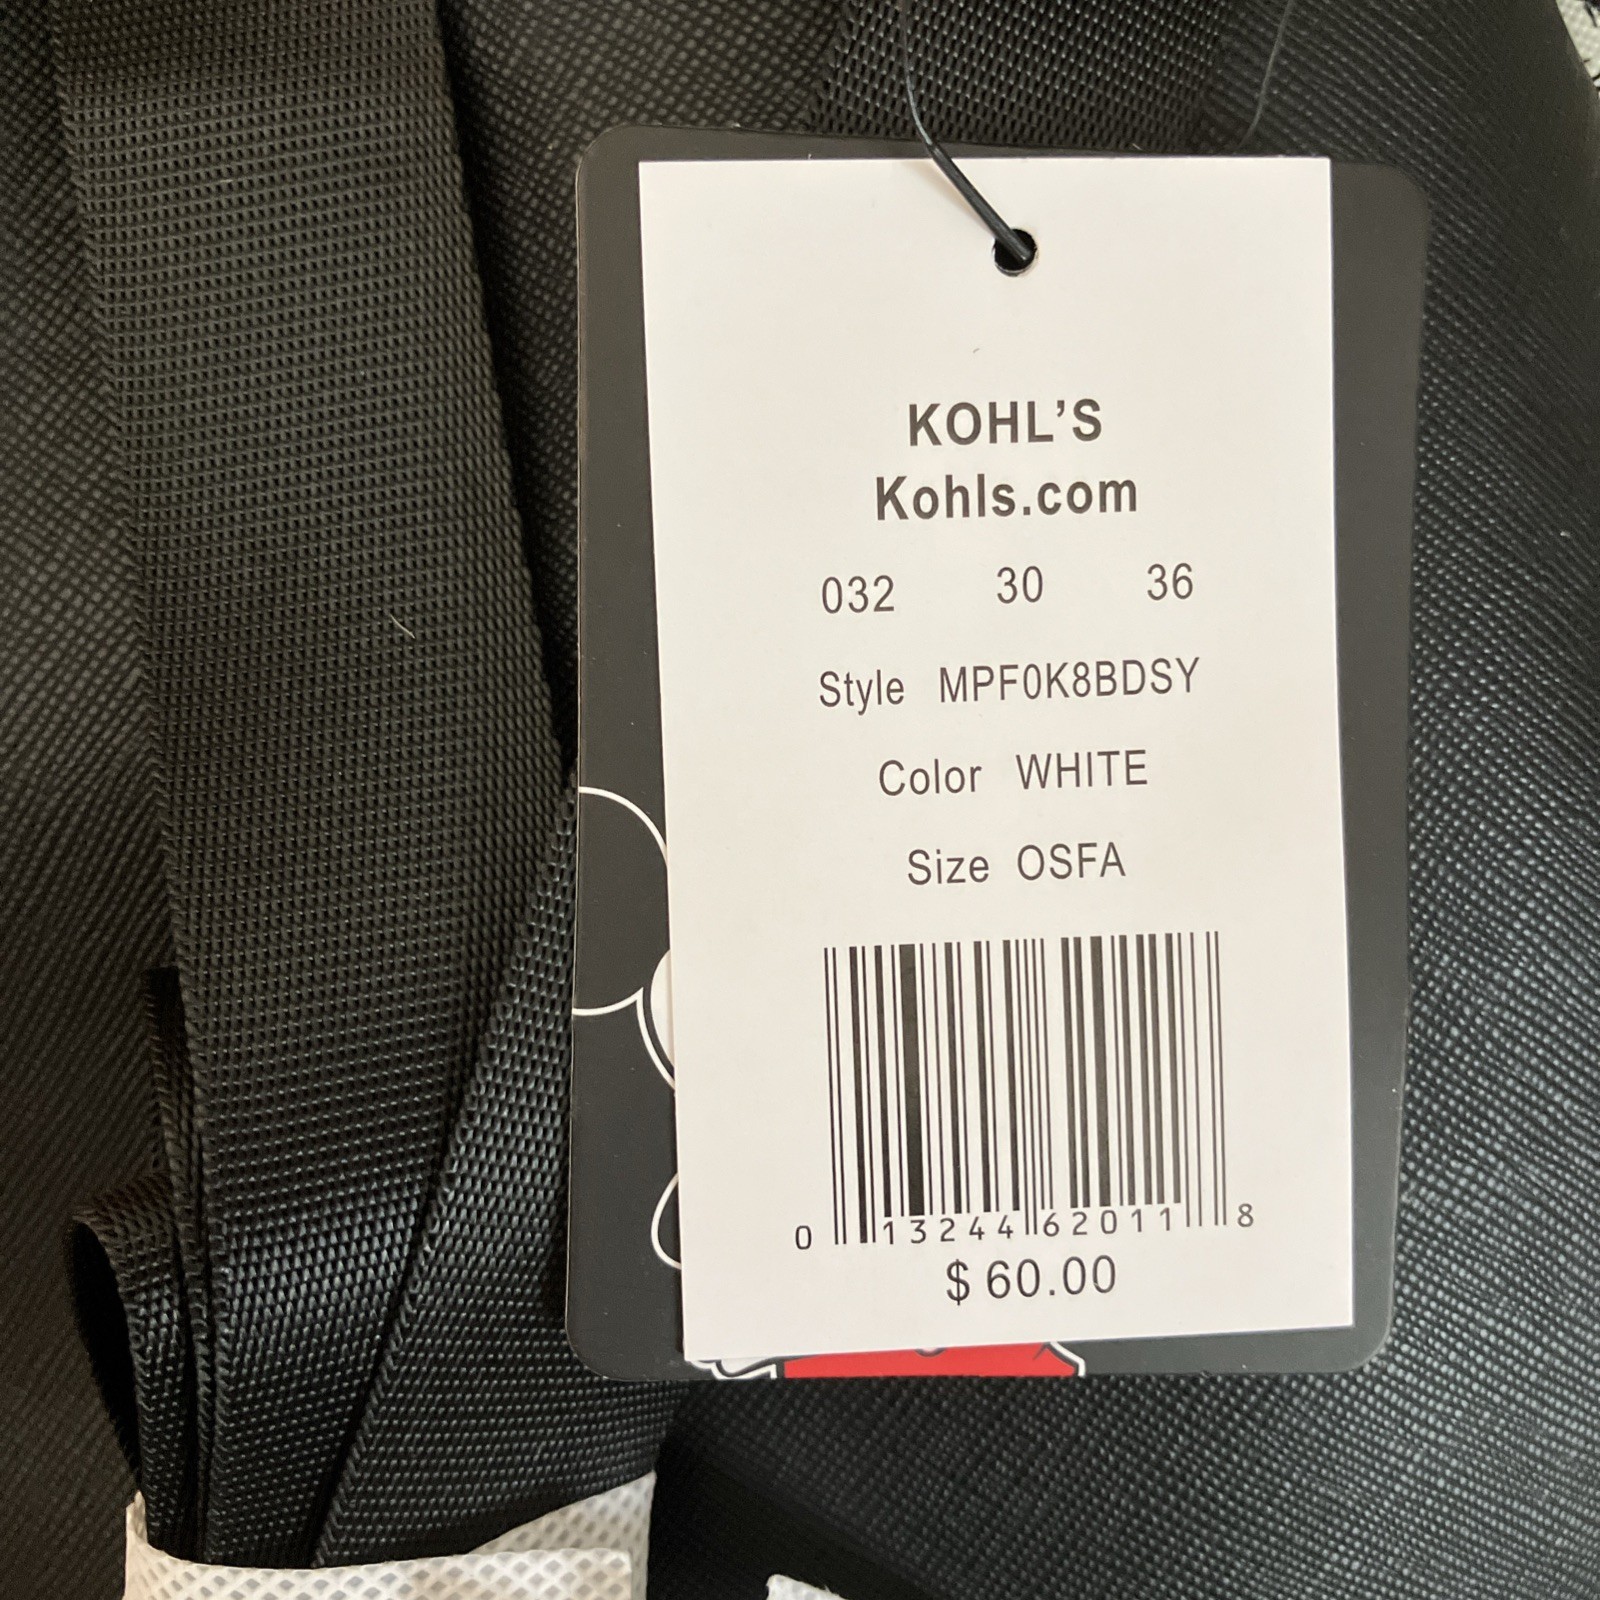 KOHL'S
Kohls.com
032 30 36
Style MPF0K8BDSY
Color WHITE
Size OSFA
0 13244 62011 8
$ 60.00